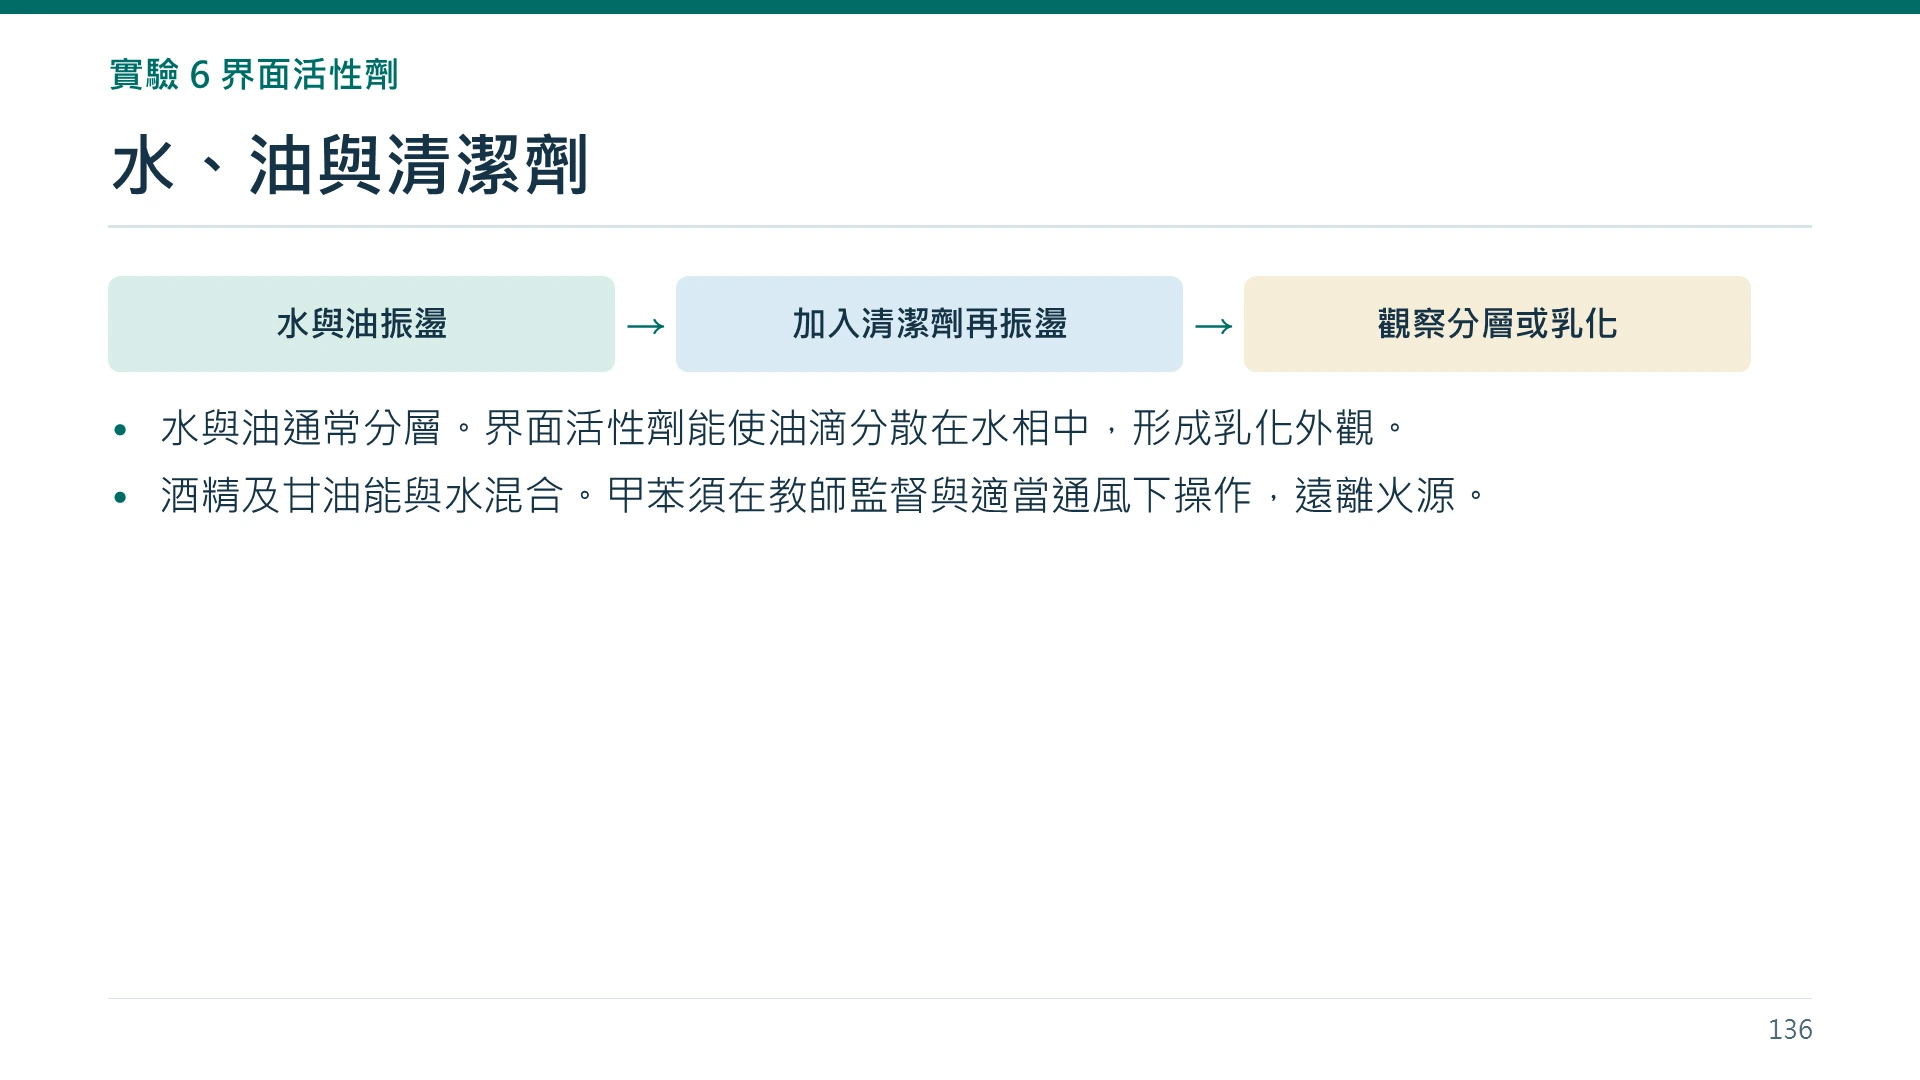 實驗 6 界面活性劑
水、油與清潔劑
水與油振盪
→
加入清潔劑再振盪
→
觀察分層或乳化
• 水與油通常分層。界面活性劑能使油滴分散在水相中，形成乳化外觀。
• 酒精及甘油能與水混合。甲苯須在教師監督與適當通風下操作，遠離火源。
136